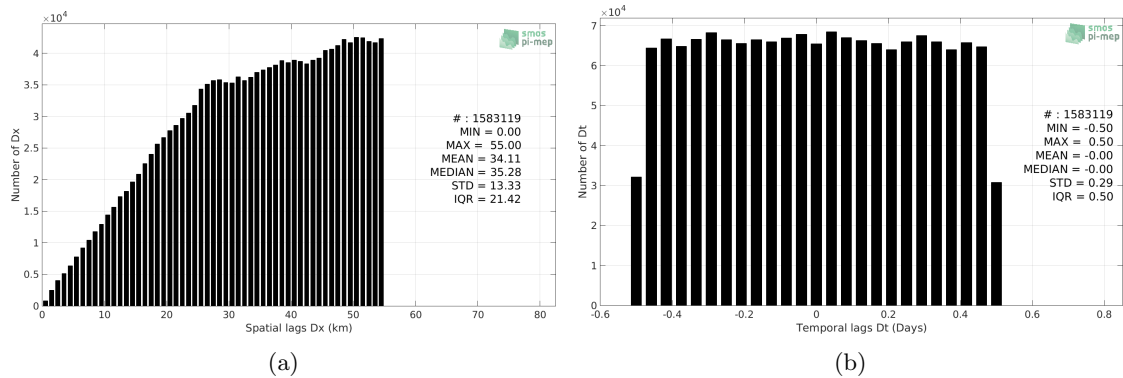 ×10⁴
4
3.5
3
2.5
2
1.5
1
0.5
0
Number of Dx
0 10 20 30 40 50 60 70 80
Spatial lags Dx (km)
smos
pi-mep
# : 1583119
MIN = 0.00
MAX = 55.00
MEAN = 34.11
MEDIAN = 35.28
STD = 13.33
IQR = 21.42
(a)
×10⁴
7
6
5
4
3
2
1
0
Number of Dt
-0.6 -0.4 -0.2 0 0.2 0.4 0.6 0.8
Temporal lags Dt (Days)
smos
pi-mep
# : 1583119
MIN = -0.50
MAX = 0.50
MEAN = -0.00
MEDIAN = -0.00
STD = 0.29
IQR = 0.50
(b)